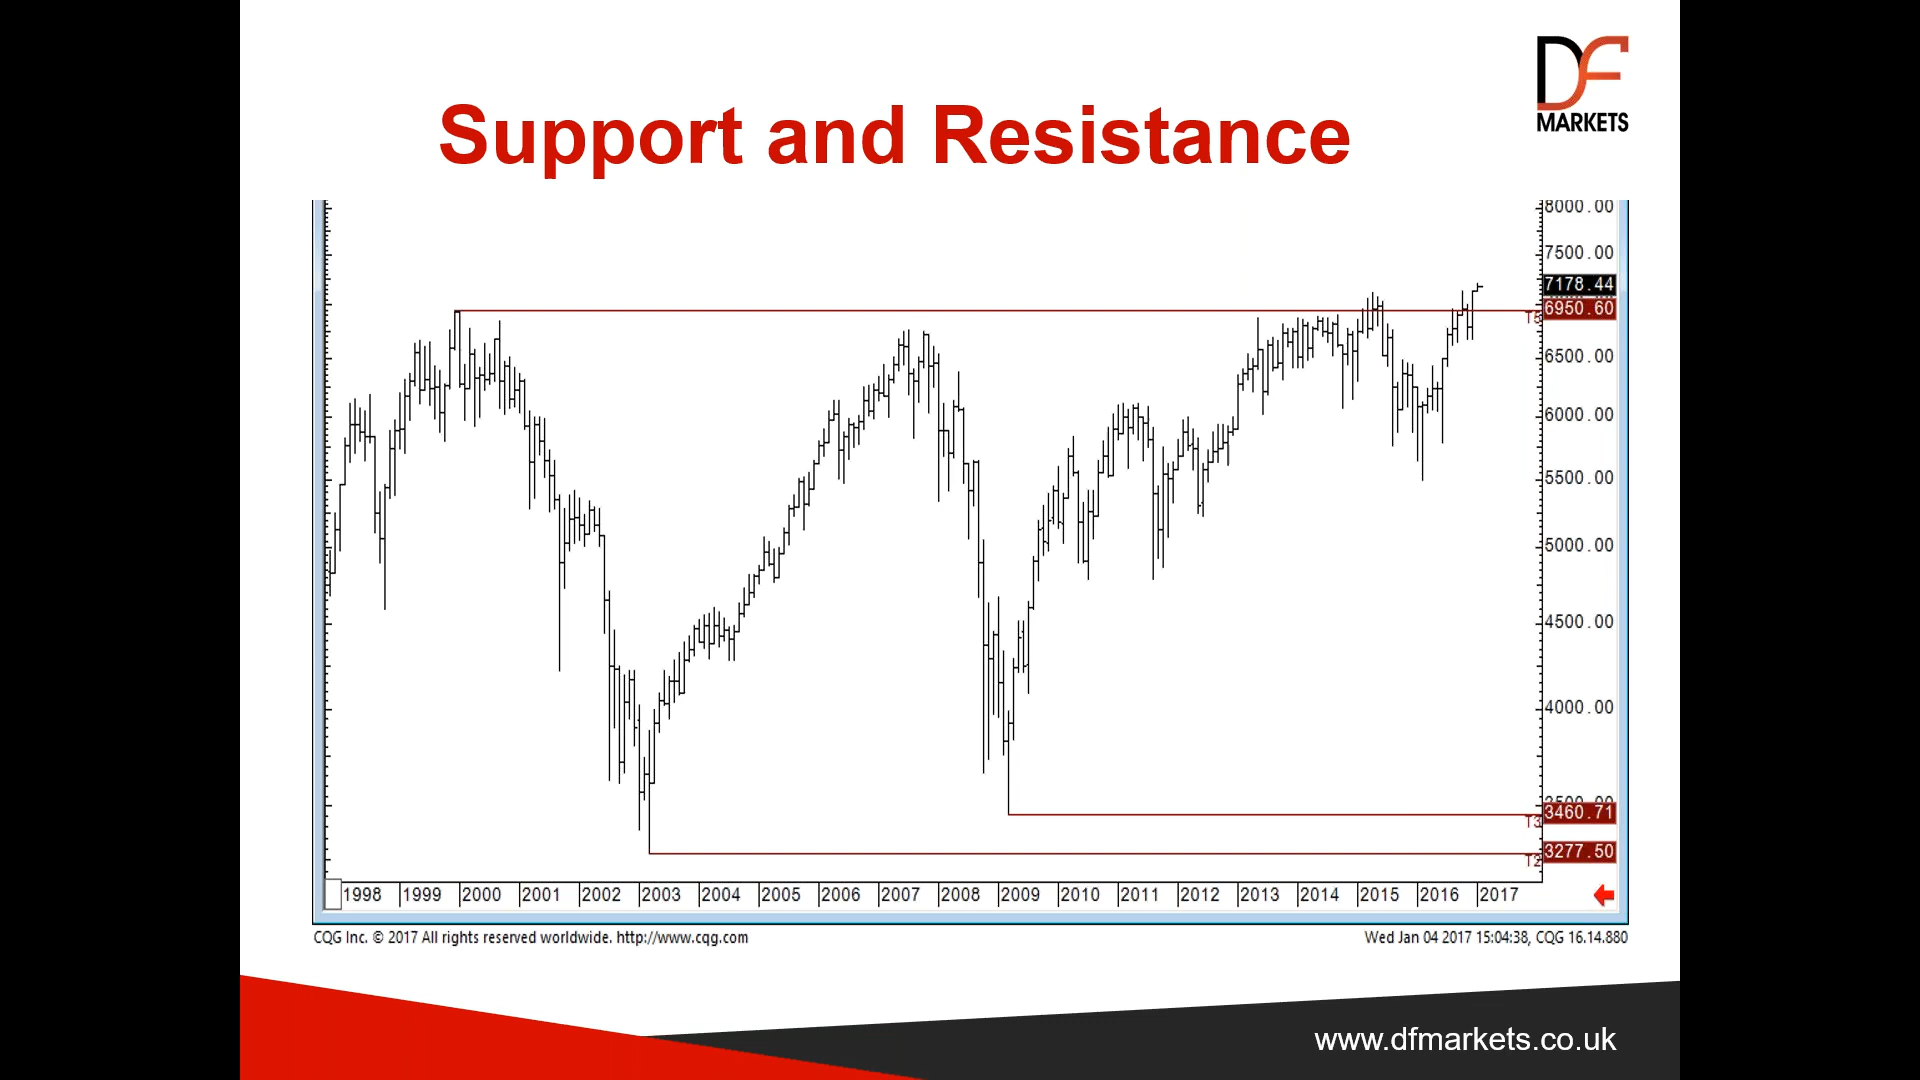 DF
MARKETS
Support and Resistance
8000.00
7500.00
7178.44
6950.60
6500.00
6000.00
5500.00
5000.00
4500.00
4000.00
3460.71
T3
3277.50
T2
1998 1999 2000 2001 2002 2003 2004 2005 2006 2007 2008 2009 2010 2011 2012 2013 2014 2015 2016 2017
CQG Inc. © 2017 All rights reserved worldwide. http://www.cqg.com
Wed Jan 04 2017 15:04:38, CQG 16.14.880
www.dfmarkets.co.uk